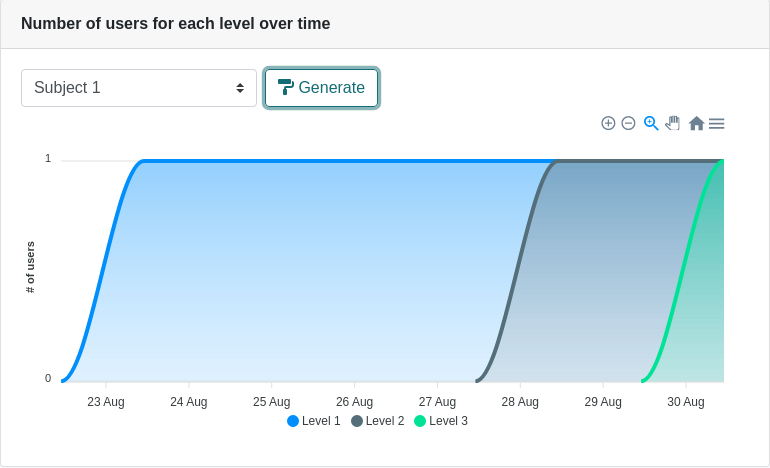 Number of users for each level over time
Subject 1
Generate
1
# of users
0
23 Aug 24 Aug 25 Aug 26 Aug 27 Aug 28 Aug 29 Aug 30 Aug
Level 1 Level 2 Level 3